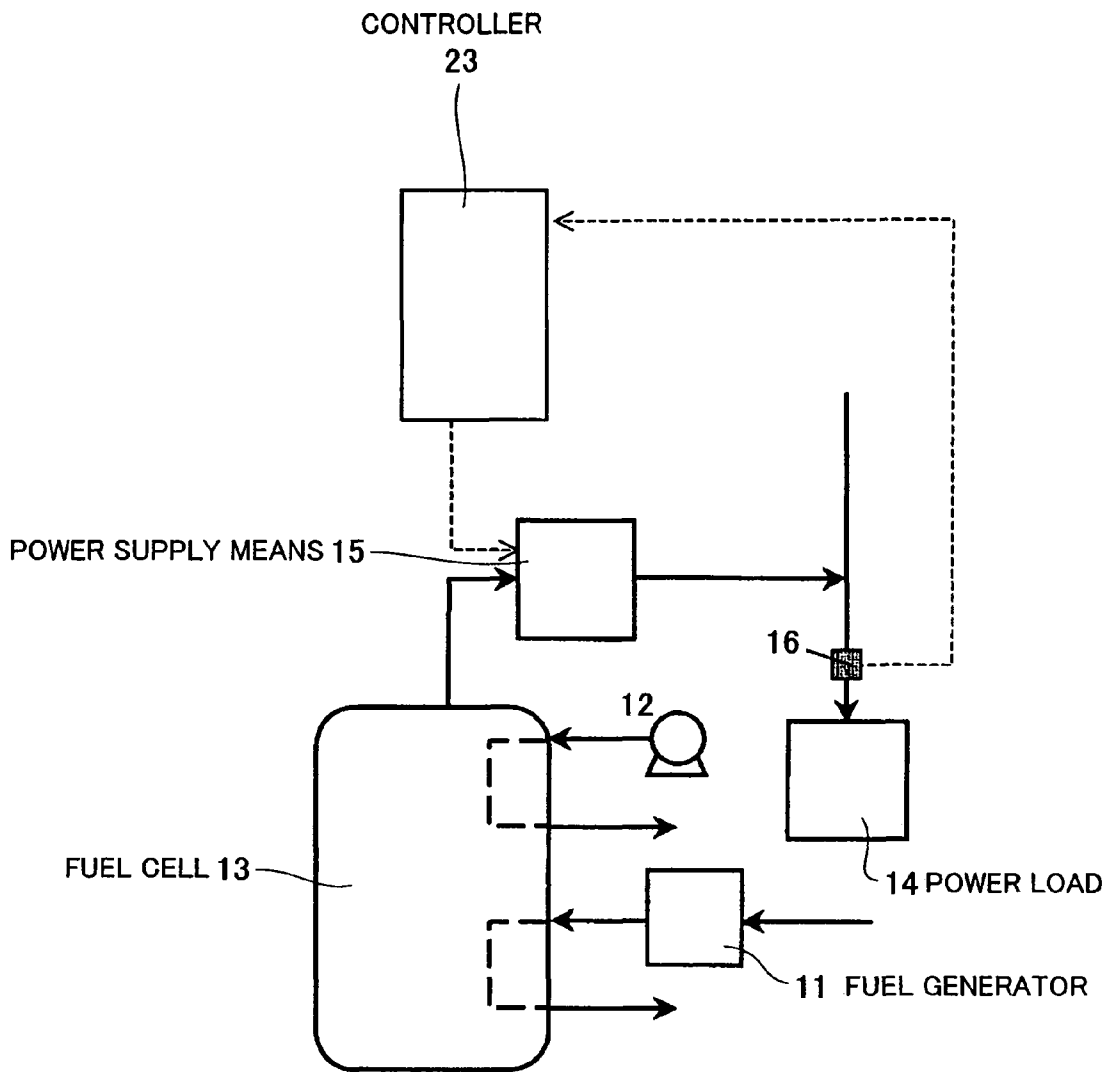 CONTROLLER
23
POWER SUPPLY MEANS 15
16
12
FUEL CELL 13
14 POWER LOAD
11 FUEL GENERATOR